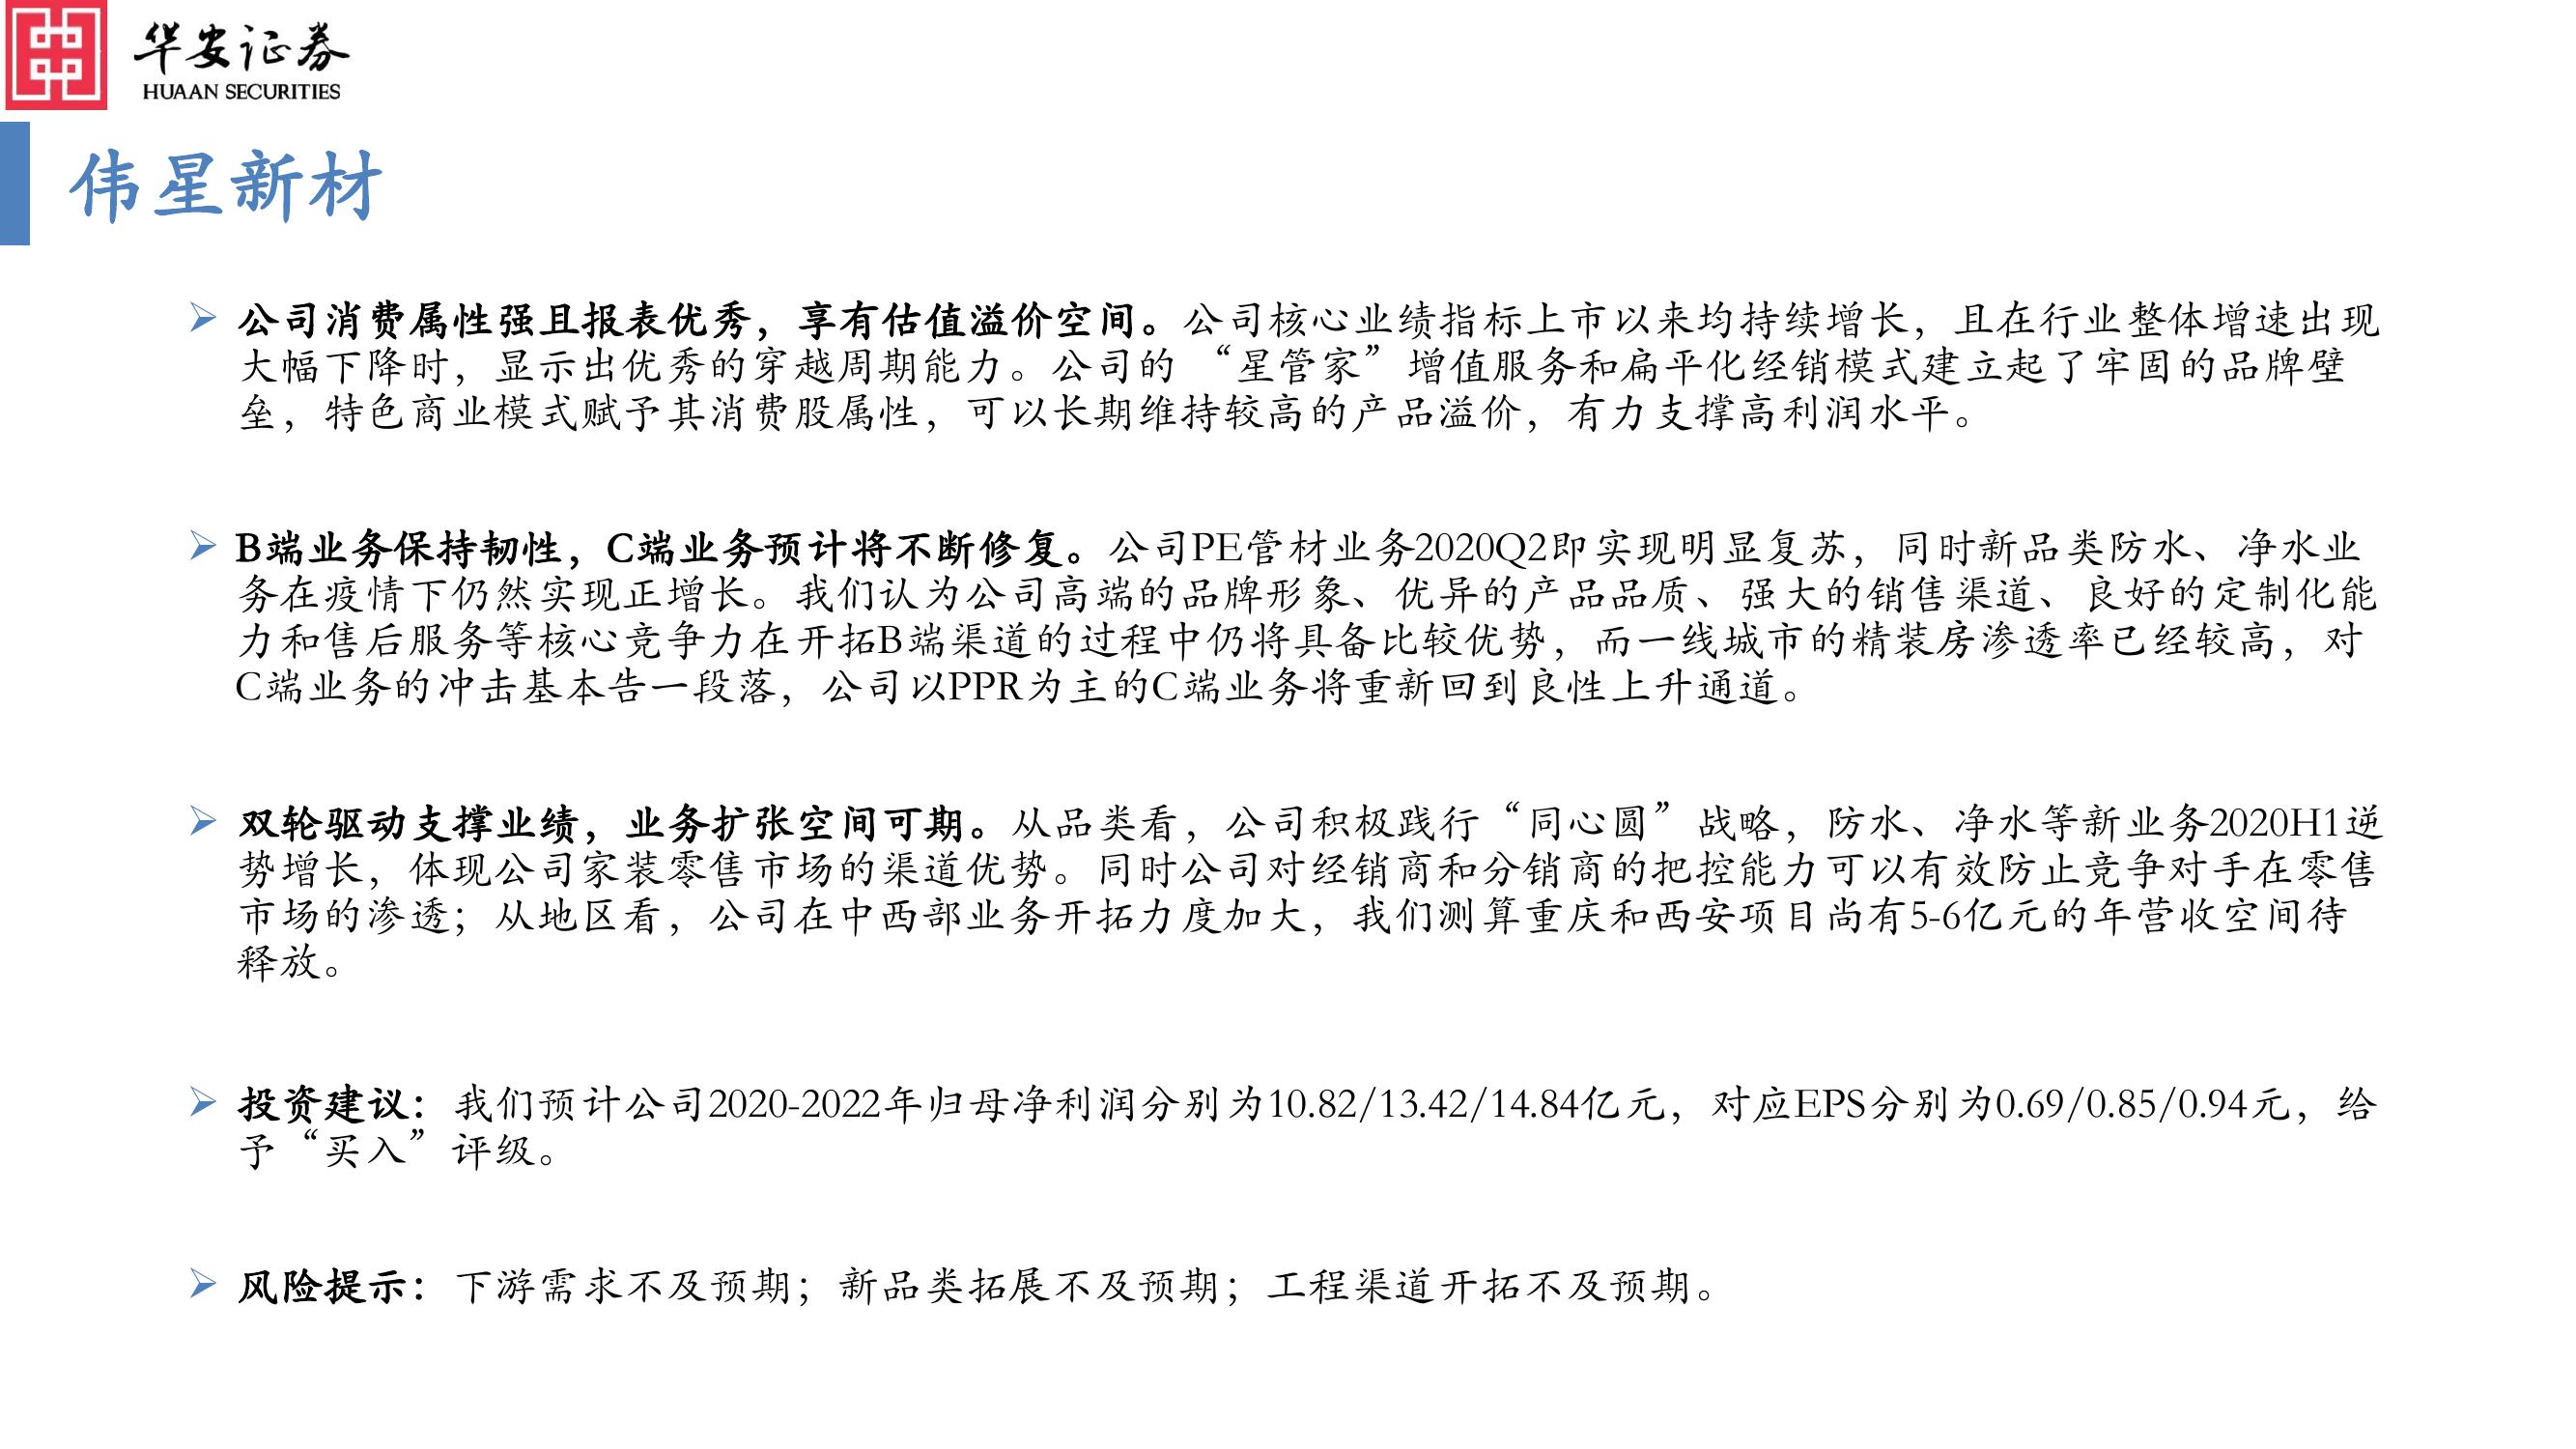 华安证券
HUAAN SECURITIES
伟星新材
公司消费属性强且报表优秀，享有估值溢价空间。公司核心业绩指标上市以来均持续增长，且在行业整体增速出现
大幅下降时，显示出优秀的穿越周期能力。公司的 “星管家”增值服务和扁平化经销模式建立起了牢固的品牌壁
垒，特色商业模式赋予其消费股属性，可以长期维持较高的产品溢价，有力支撑高利润水平。
B端业务保持韧性，C端业务预计将不断修复。公司PE管材业务2020Q2即实现明显复苏，同时新品类防水、净水业
务在疫情下仍然实现正增长。我们认为公司高端的品牌形象、优异的产品品质、强大的销售渠道、良好的定制化能
力和售后服务等核心竞争力在开拓B端渠道的过程中仍将具备比较优势，而一线城市的精装房渗透率已经较高，对
C端业务的冲击基本告一段落，公司以PPR为主的C端业务将重新回到良性上升通道。
双轮驱动支撑业绩，业务扩张空间可期。从品类看，公司积极践行“同心圆”战略，防水、净水等新业务2020H1逆
势增长，体现公司家装零售市场的渠道优势。同时公司对经销商和分销商的把控能力可以有效防止竞争对手在零售
市场的渗透；从地区看，公司在中西部业务开拓力度加大，我们测算重庆和西安项目尚有5-6亿元的年营收空间待
释放。
投资建议：我们预计公司2020-2022年归母净利润分别为10.82/13.42/14.84亿元，对应EPS分别为0.69/0.85/0.94元，给
予“买入”评级。
风险提示：下游需求不及预期；新品类拓展不及预期；工程渠道开拓不及预期。